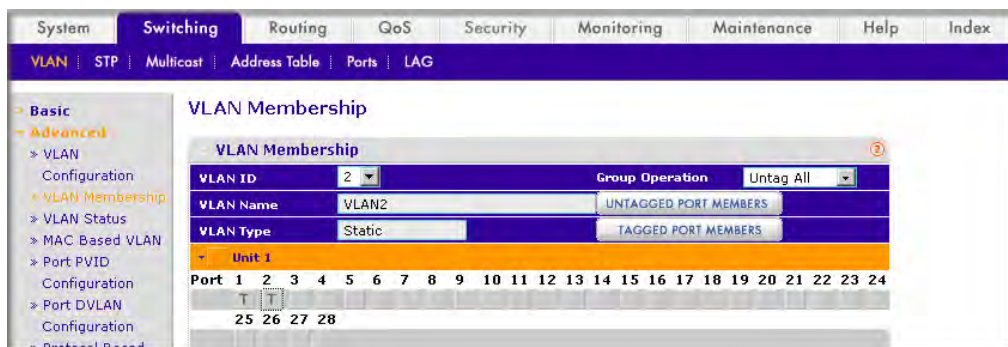 System Switching Routing QoS Security Monitoring Maintenance Help Index
VLAN STP Multicast Address Table Ports LAG
Basic
Advanced
» VLAN
Configuration
» VLAN Membership
» VLAN Status
» MAC Based VLAN
» Port PVID
Configuration
» Port DVLAN
Configuration
» Protocol Based
VLAN Membership
VLAN Membership ?
VLAN ID 2 Group Operation Untag All
VLAN Name VLAN2 UNTAGGED PORT MEMBERS
VLAN Type Static TAGGED PORT MEMBERS
Unit 1
Port 1 2 3 4 5 6 7 8 9 10 11 12 13 14 15 16 17 18 19 20 21 22 23 24
T T
25 26 27 28